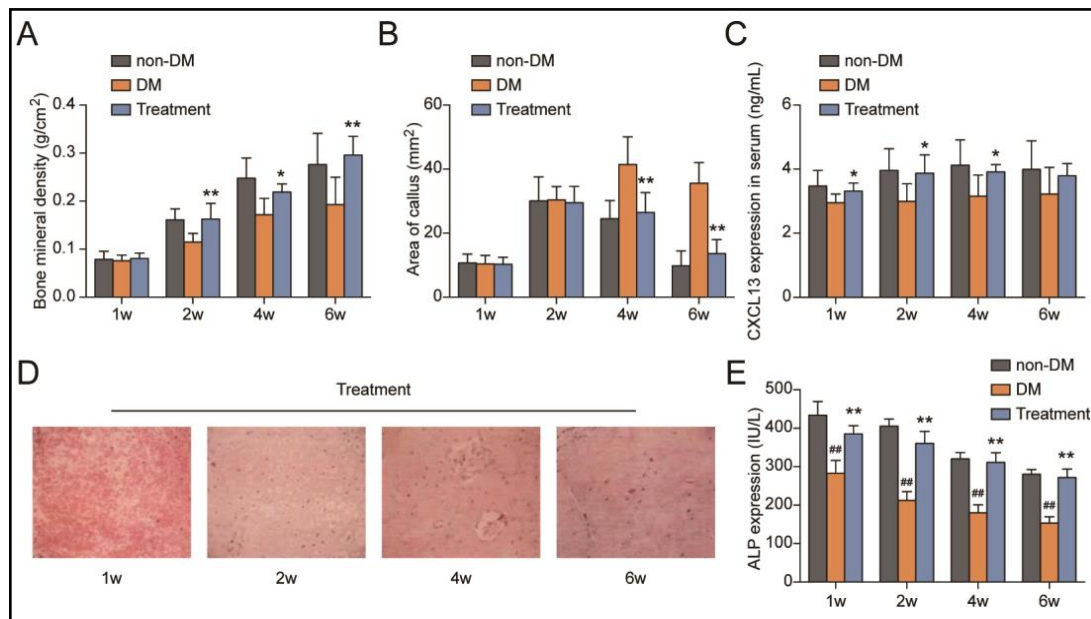 A
non-DM
DM
Treatment
Bone mineral density (g/cm²)
0.4
0.3
0.2
0.1
0.0
**
*
**
1w
2w
4w
6w
B
non-DM
DM
Treatment
Area of callus (mm²)
60
40
20
0
**
**
1w
2w
4w
6w
C
non-DM
DM
Treatment
CXCL13 expression in serum (ng/mL)
6
4
2
0
*
*
*
1w
2w
4w
6w
D
Treatment
1w
2w
4w
6w
E
non-DM
DM
Treatment
ALP expression (IU/L)
500
400
300
200
100
0
##
**
##
**
##
**
##
**
1w
2w
4w
6w